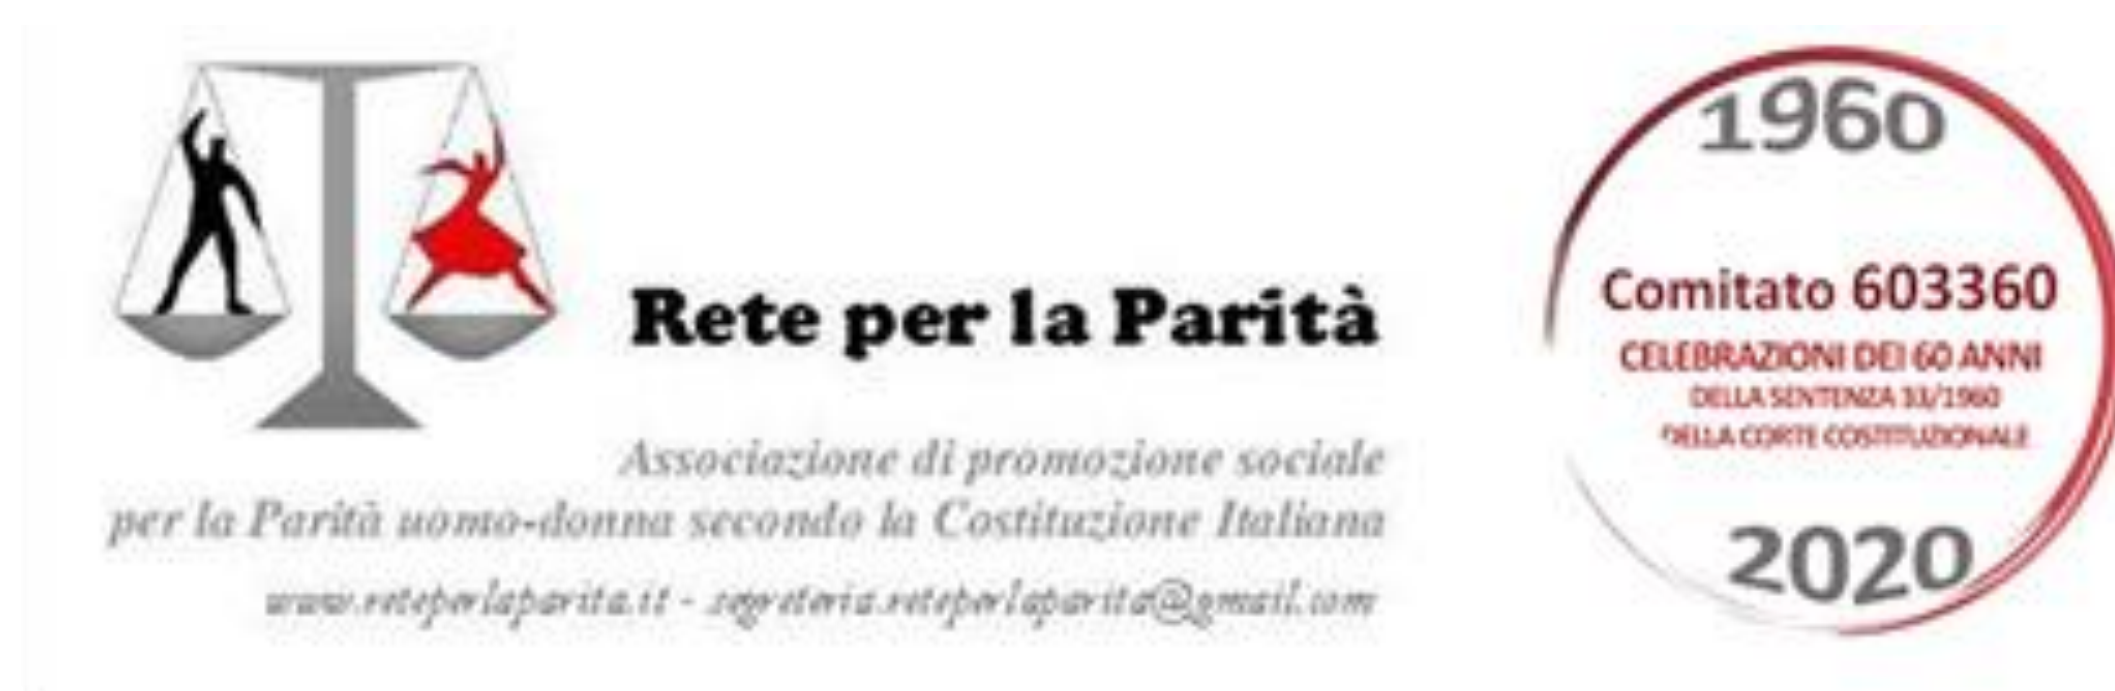 Rete per la Parità
Associazione di promozione sociale
per la Parità uomo-donna secondo la Costituzione Italiana
www.reteperlaparita.it - segreteria.reteperlaparita@gmail.com
1960
Comitato 603360
CELEBRAZIONI DEI 60 ANNI
DELLA SENTENZA 33/1960
DELLA CORTE COSTITUZIONALE
2020